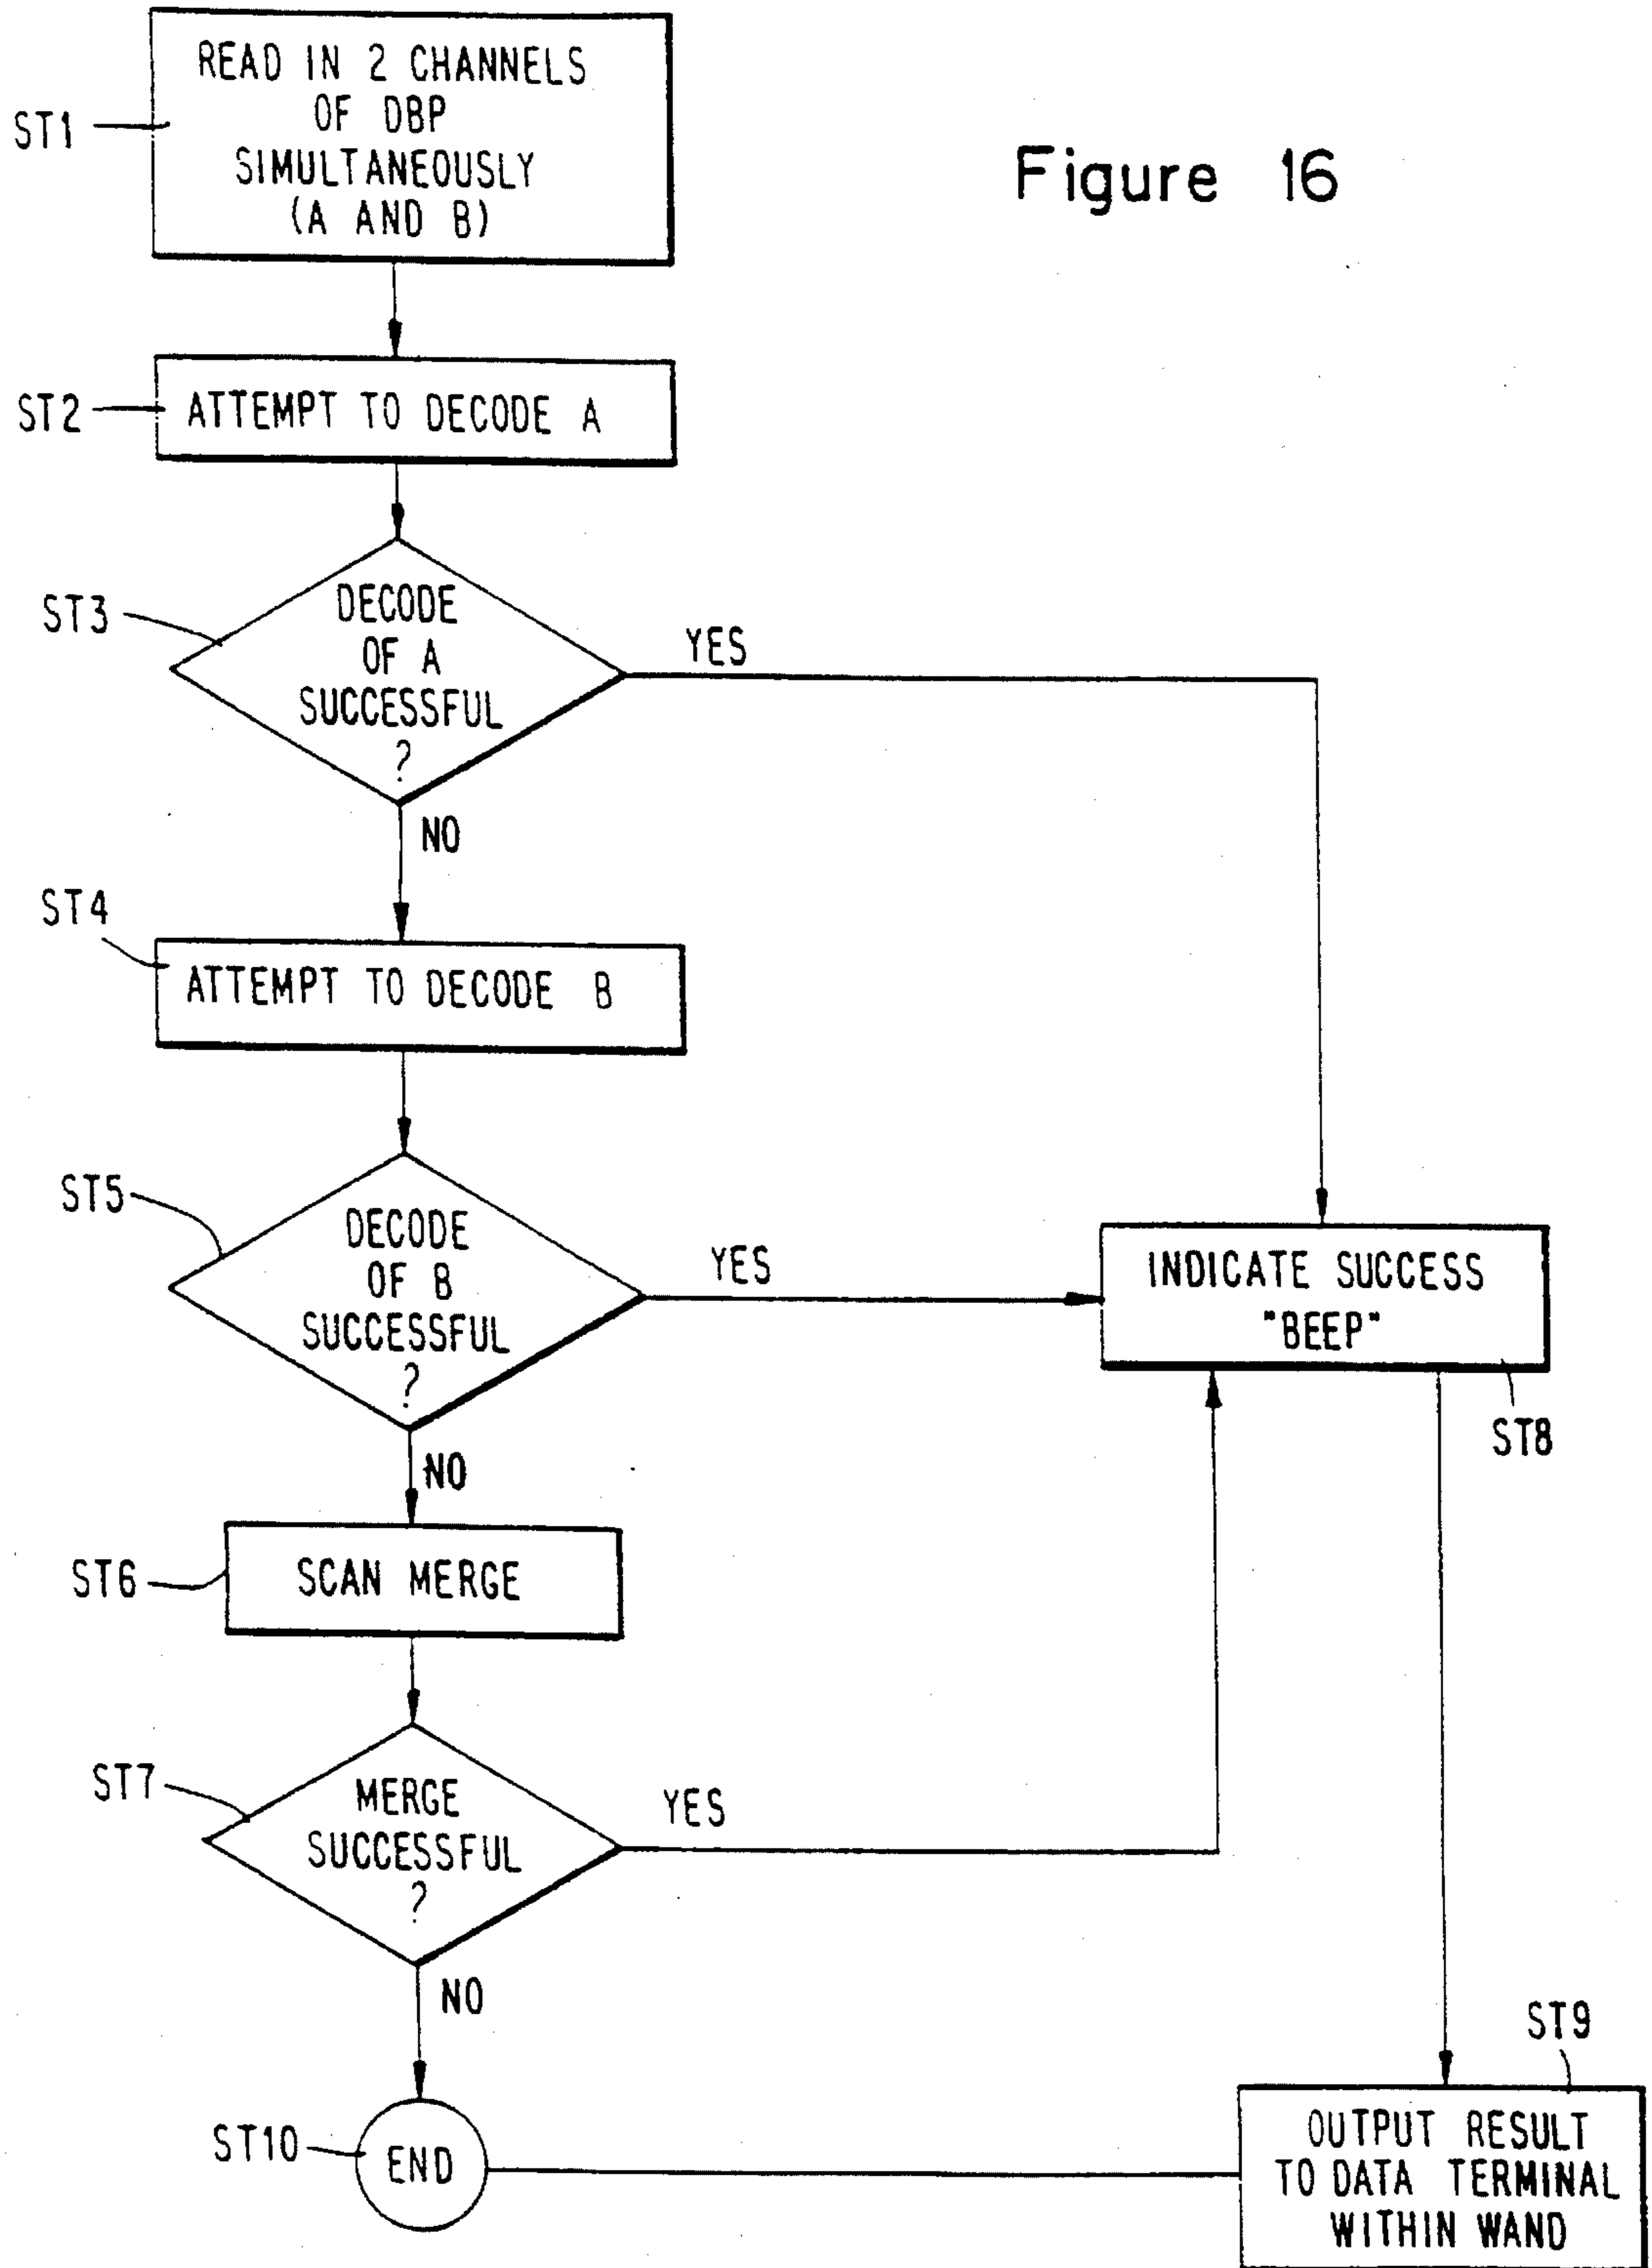 Figure 16
ST1
READ IN 2 CHANNELS
OF DBP
SIMULTANEOUSLY
(A AND B)
ST2
ATTEMPT TO DECODE A
ST3
DECODE
OF A
SUCCESSFUL
?
YES
NO
ST4
ATTEMPT TO DECODE B
ST5
DECODE
OF B
SUCCESSFUL
?
YES
INDICATE SUCCESS
"BEEP"
ST8
NO
ST6
SCAN MERGE
ST7
MERGE
SUCCESSFUL
?
YES
NO
ST9
ST10
END
OUTPUT RESULT
TO DATA TERMINAL
WITHIN WAND